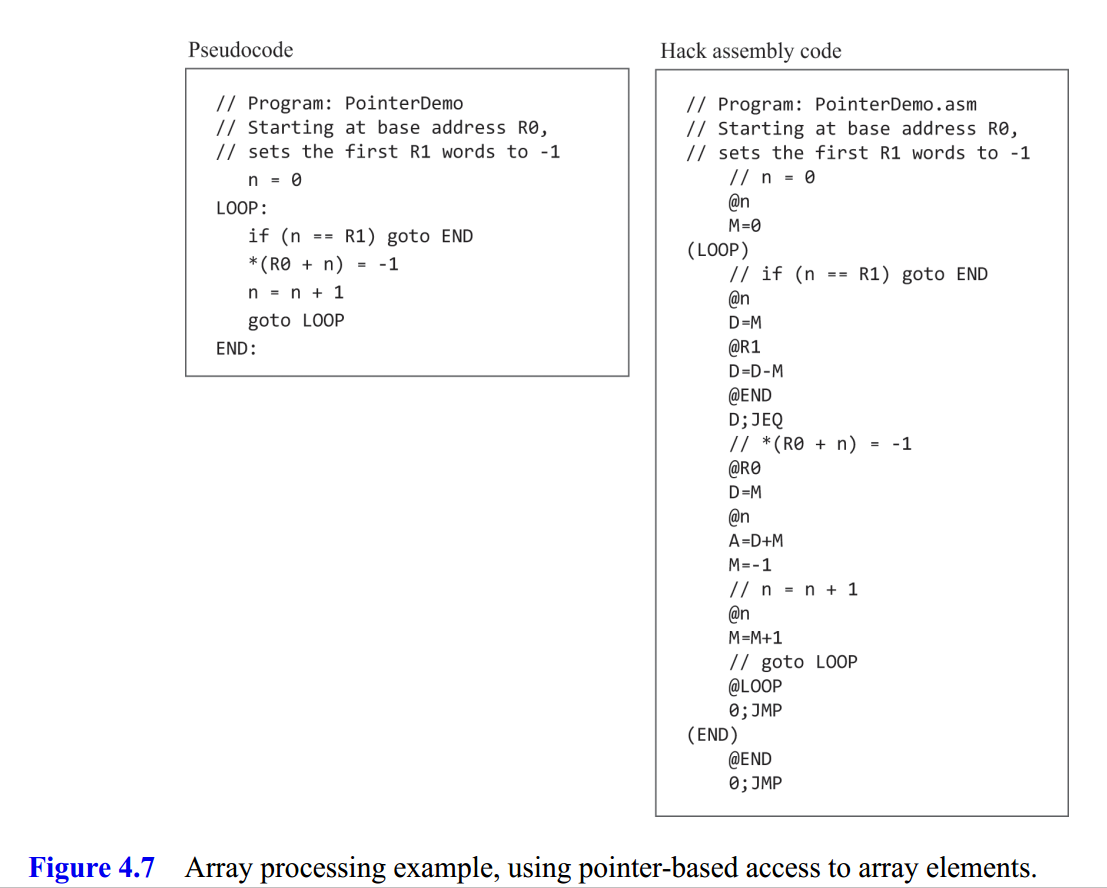 Pseudocode
// Program: PointerDemo
// Starting at base address R0,
// sets the first R1 words to -1
n = 0
LOOP:
if (n == R1) goto END
*(R0 + n) = -1
n = n + 1
goto LOOP
END:
Hack assembly code
// Program: PointerDemo.asm
// Starting at base address R0,
// sets the first R1 words to -1
// n = 0
@n
M=0
(LOOP)
// if (n == R1) goto END
@n
D=M
@R1
D=D-M
@END
D;JEQ
// *(R0 + n) = -1
@R0
D=M
@n
A=D+M
M=-1
// n = n + 1
@n
M=M+1
// goto LOOP
@LOOP
0;JMP
(END)
@END
0;JMP
Figure 4.7 Array processing example, using pointer-based access to array elements.